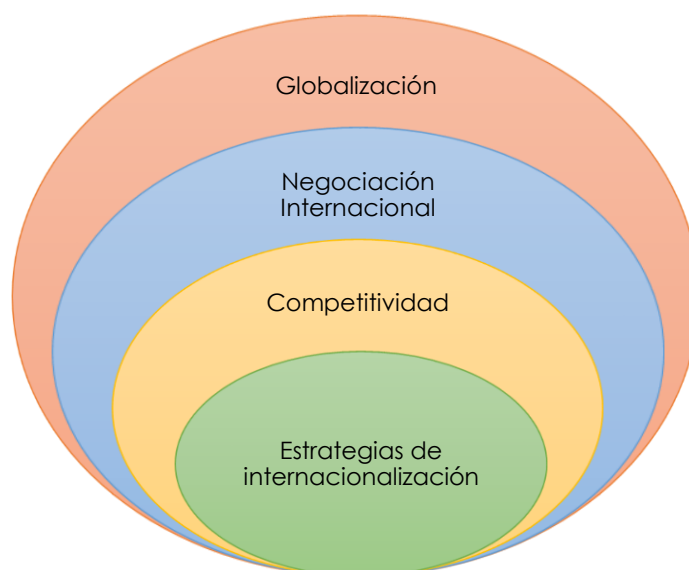 Globalización
Negociación
Internacional
Competitividad
Estrategias de
internacionalización